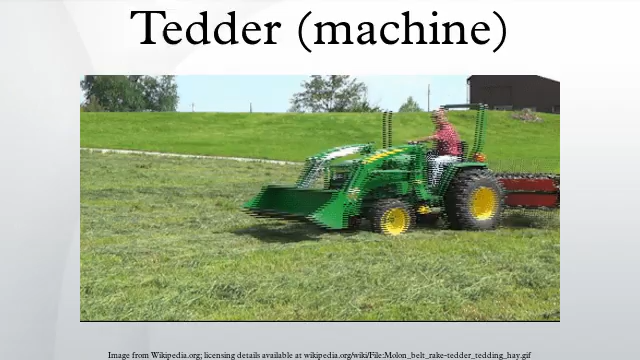 Tedder (machine)
Image from Wikipedia.org; licensing details available at wikipedia.org/wiki/File:Molon_belt_rake-tedder_tedding_hay.gif